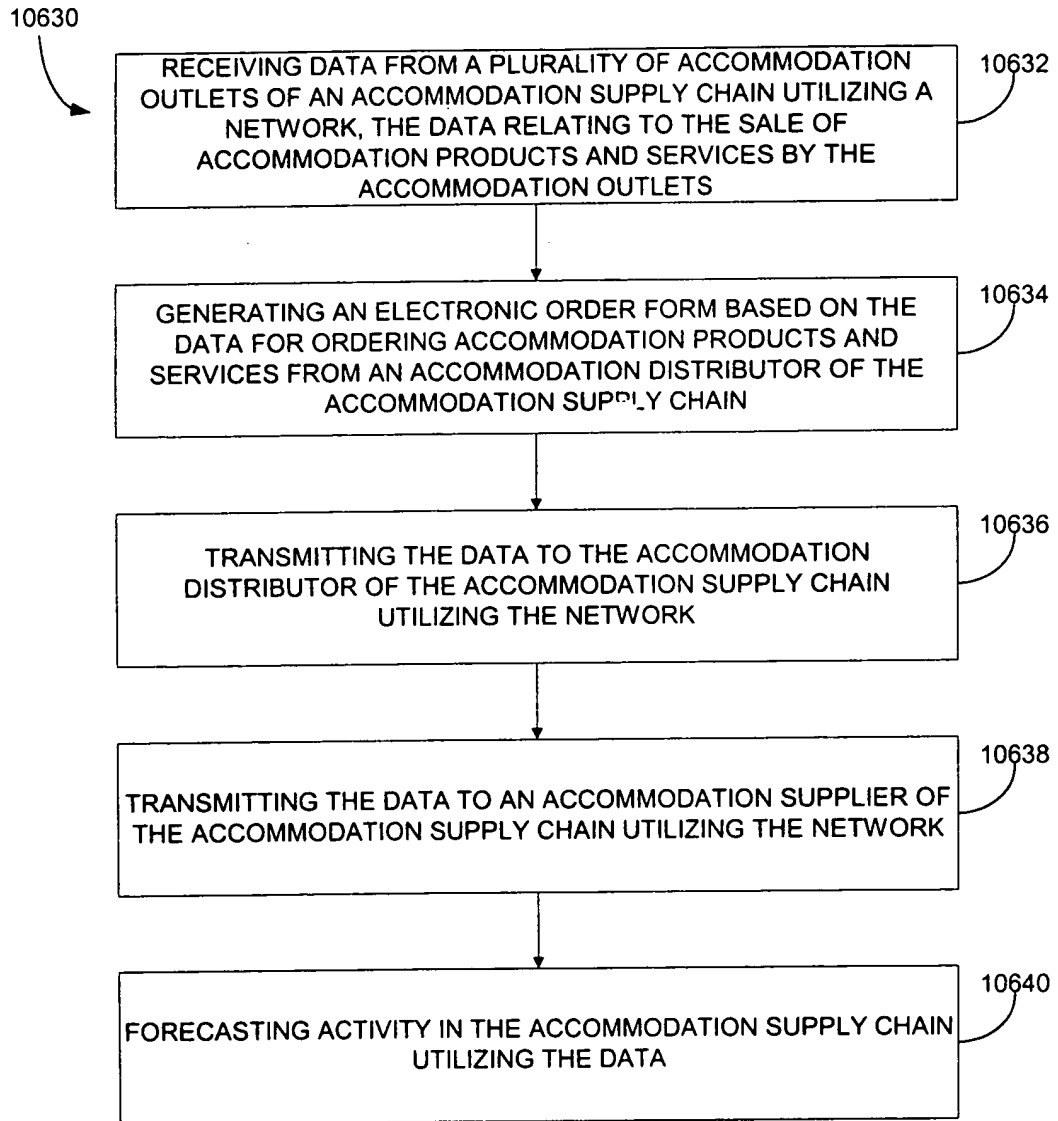 10630
RECEIVING DATA FROM A PLURALITY OF ACCOMMODATION
OUTLETS OF AN ACCOMMODATION SUPPLY CHAIN UTILIZING A
NETWORK, THE DATA RELATING TO THE SALE OF
ACCOMMODATION PRODUCTS AND SERVICES BY THE
ACCOMMODATION OUTLETS
10632
GENERATING AN ELECTRONIC ORDER FORM BASED ON THE
DATA FOR ORDERING ACCOMMODATION PRODUCTS AND
SERVICES FROM AN ACCOMMODATION DISTRIBUTOR OF THE
ACCOMMODATION SUPPLY CHAIN
10634
TRANSMITTING THE DATA TO THE ACCOMMODATION
DISTRIBUTOR OF THE ACCOMMODATION SUPPLY CHAIN
UTILIZING THE NETWORK
10636
TRANSMITTING THE DATA TO AN ACCOMMODATION SUPPLIER OF
THE ACCOMMODATION SUPPLY CHAIN UTILIZING THE NETWORK
10638
FORECASTING ACTIVITY IN THE ACCOMMODATION SUPPLY CHAIN
UTILIZING THE DATA
10640